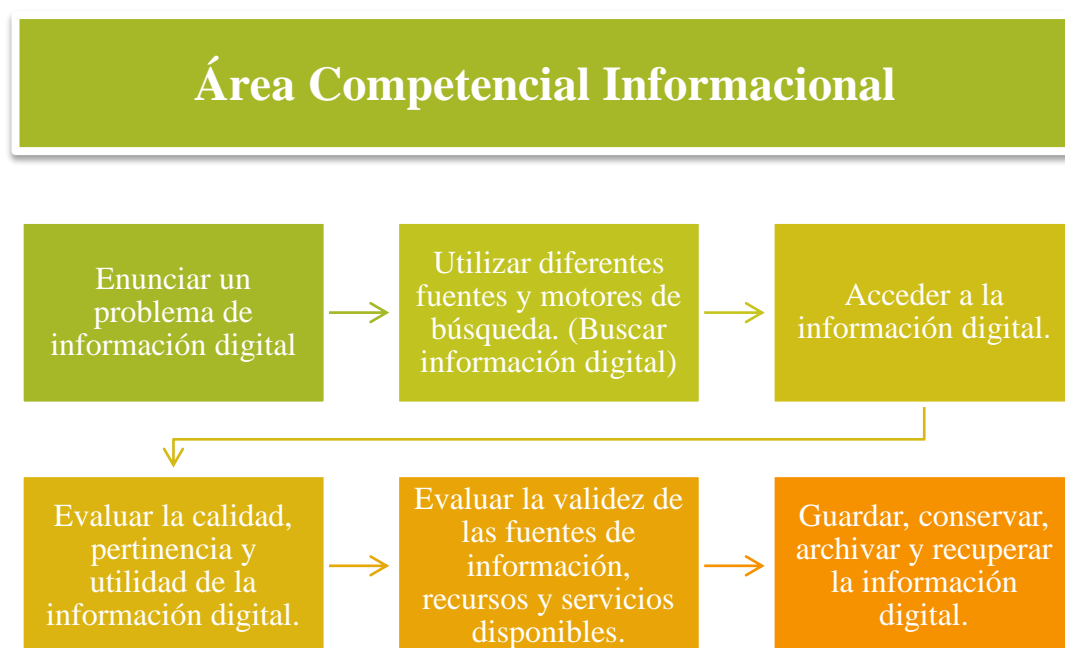 Área Competencial Informacional
Enunciar un
problema de
información digital
Utilizar diferentes
fuentes y motores de
búsqueda. (Buscar
información digital)
Acceder a la
información digital.
Evaluar la calidad,
pertinencia y
utilidad de la
información digital.
Evaluar la validez de
las fuentes de
información,
recursos y servicios
disponibles.
Guardar, conservar,
archivar y recuperar
la información
digital.